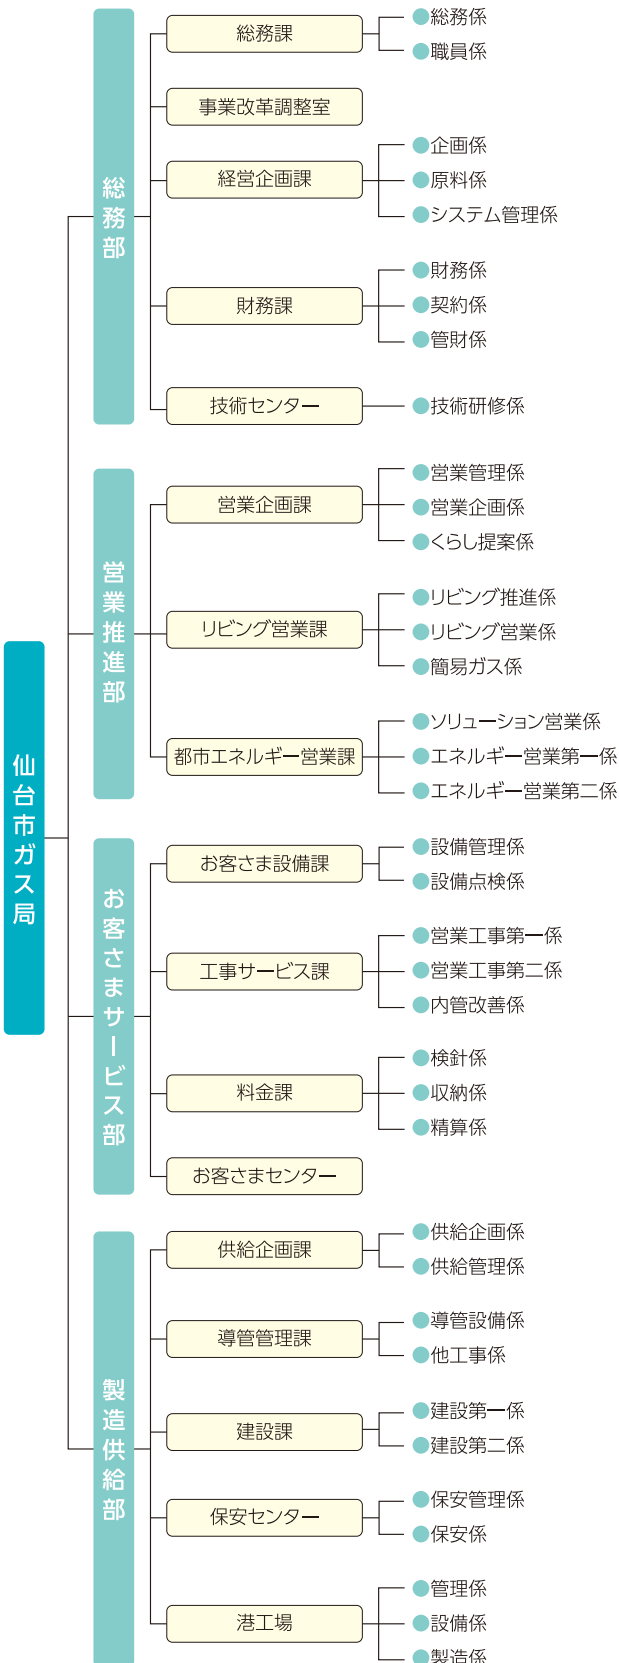 仙台市ガス局
総務部
総務課
●総務係
●職員係
事業改革調整室
経営企画課
●企画係
●原料係
●システム管理係
財務課
●財務係
●契約係
●管財係
技術センター
●技術研修係
営業推進部
営業企画課
●営業管理係
●営業企画係
●くらし提案係
リビング営業課
●リビング推進係
●リビング営業係
●簡易ガス係
都市エネルギー営業課
●ソリューション営業係
●エネルギー営業第一係
●エネルギー営業第二係
お客さまサービス部
お客さま設備課
●設備管理係
●設備点検係
工事サービス課
●営業工事第一係
●営業工事第二係
●内管改善係
料金課
●検針係
●収納係
●精算係
お客さまセンター
製造供給部
供給企画課
●供給企画係
●供給管理係
導管管理課
●導管設備係
●他工事係
建設課
●建設第一係
●建設第二係
保安センター
●保安管理係
●保安係
港工場
●管理係
●設備係
●製造係